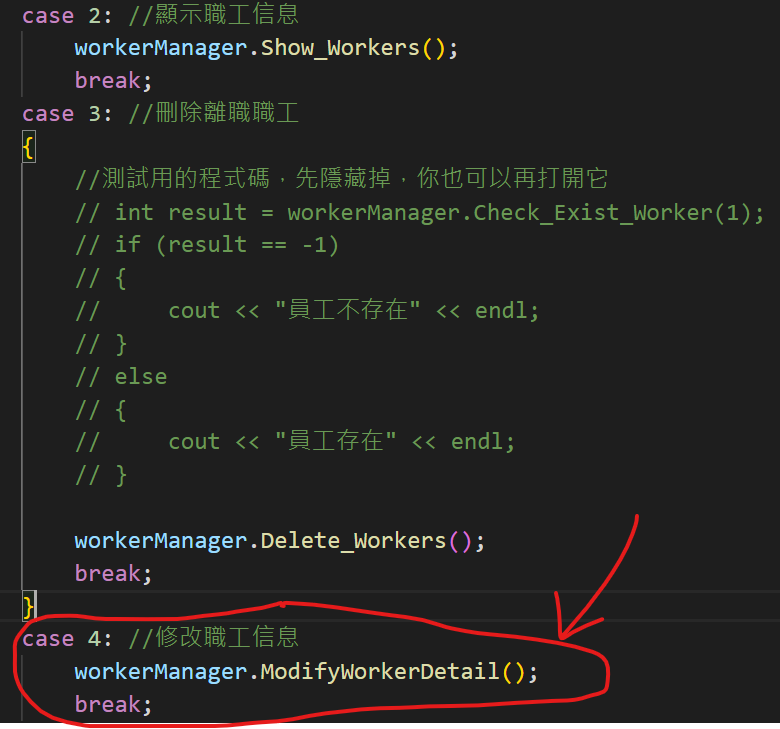 case 2: //顯示職工信息
workerManager.Show_Workers();
break;
case 3: //刪除離職職工
{
//測試用的程式碼，先隱藏掉，你也可以再打開它
// int result = workerManager.Check_Exist_Worker(1);
// if (result == -1)
// {
//     cout << "員工不存在" << endl;
// }
// else
// {
//     cout << "員工存在" << endl;
// }
workerManager.Delete_Workers();
break;
}
case 4: //修改職工信息
workerManager.ModifyWorkerDetail();
break;